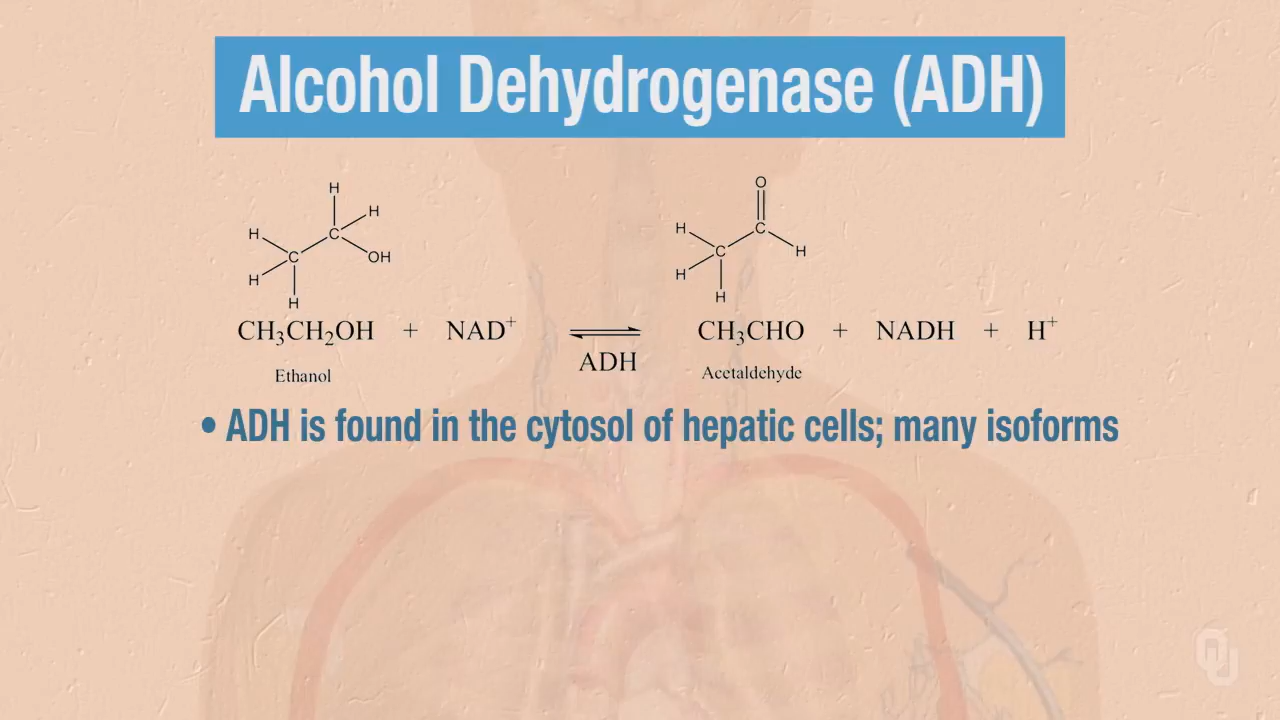 Alcohol Dehydrogenase (ADH)
H
H
H
C
C
OH
H
H
O
H
C
C
H
H
H
CH₃CH₂OH + NAD⁺ ⇌ CH₃CHO + NADH + H⁺
ADH
Ethanol
Acetaldehyde
• ADH is found in the cytosol of hepatic cells; many isoforms
OU